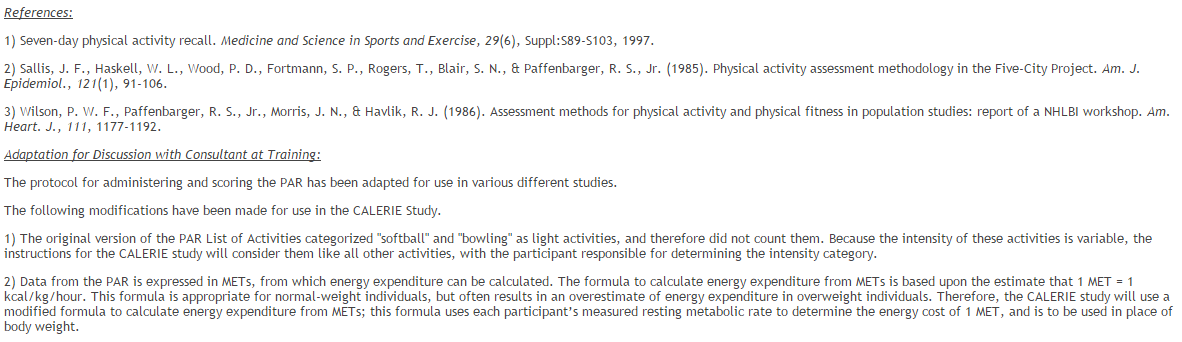 References:
1) Seven-day physical activity recall. Medicine and Science in Sports and Exercise, 29(6), Suppl:S89-S103, 1997.
2) Sallis, J. F., Haskell, W. L., Wood, P. D., Fortmann, S. P., Rogers, T., Blair, S. N., & Paffenbarger, R. S., Jr. (1985). Physical activity assessment methodology in the Five-City Project. Am. J.
Epidemiol., 121(1), 91-106.
3) Wilson, P. W. F., Paffenbarger, R. S., Jr., Morris, J. N., & Havlik, R. J. (1986). Assessment methods for physical activity and physical fitness in population studies: report of a NHLBI workshop. Am.
Heart. J., 111, 1177-1192.
Adaptation for Discussion with Consultant at Training:
The protocol for administering and scoring the PAR has been adapted for use in various different studies.
The following modifications have been made for use in the CALERIE Study.
1) The original version of the PAR List of Activities categorized "softball" and "bowling" as light activities, and therefore did not count them. Because the intensity of these activities is variable, the
instructions for the CALERIE study will consider them like all other activities, with the participant responsible for determining the intensity category.
2) Data from the PAR is expressed in METs, from which energy expenditure can be calculated. The formula to calculate energy expenditure from METs is based upon the estimate that 1 MET = 1
kcal/kg/hour. This formula is appropriate for normal-weight individuals, but often results in an overestimate of energy expenditure in overweight individuals. Therefore, the CALERIE study will use a
modified formula to calculate energy expenditure from METs; this formula uses each participant's measured resting metabolic rate to determine the energy cost of 1 MET, and is to be used in place of
body weight.